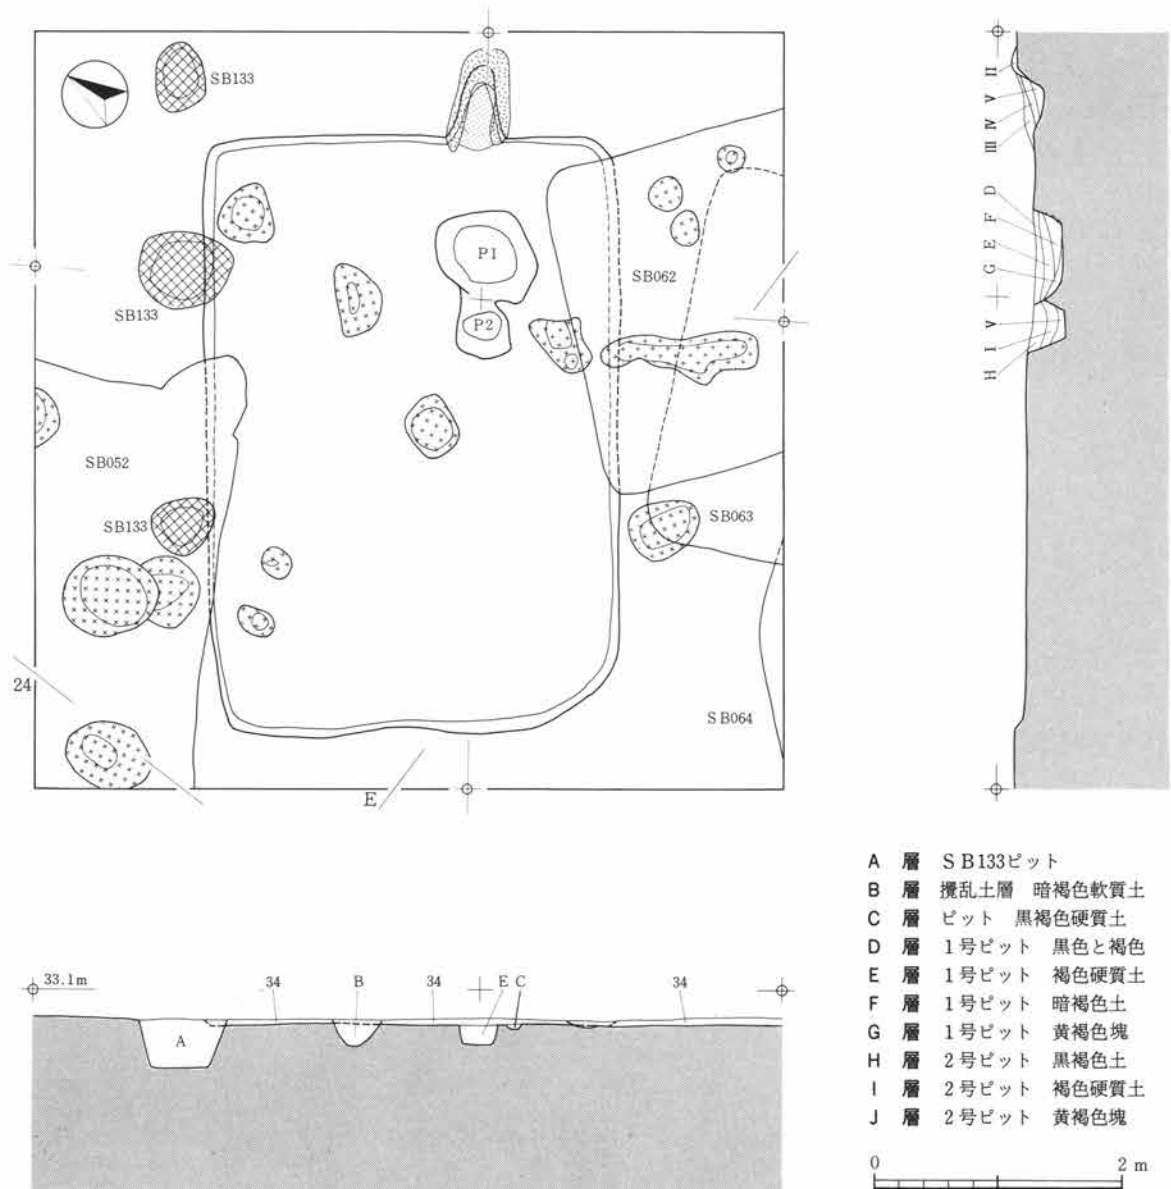 SB133
SB133
SB052
SB133
P1
P2
SB062
SB063
SB064
24
E
II
V
IV
III
D
F
E
G
V
I
H
33.1m
34
B
34
E C
34
A
A 層 SB133ピット
B 層 攪乱土層 暗褐色軟質土
C 層 ピット 黒褐色硬質土
D 層 1号ピット 黒色と褐色
E 層 1号ピット 褐色硬質土
F 層 1号ピット 暗褐色土
G 層 1号ピット 黄褐色塊
H 層 2号ピット 黒褐色土
I 層 2号ピット 褐色硬質土
J 層 2号ピット 黄褐色塊
0 2 m